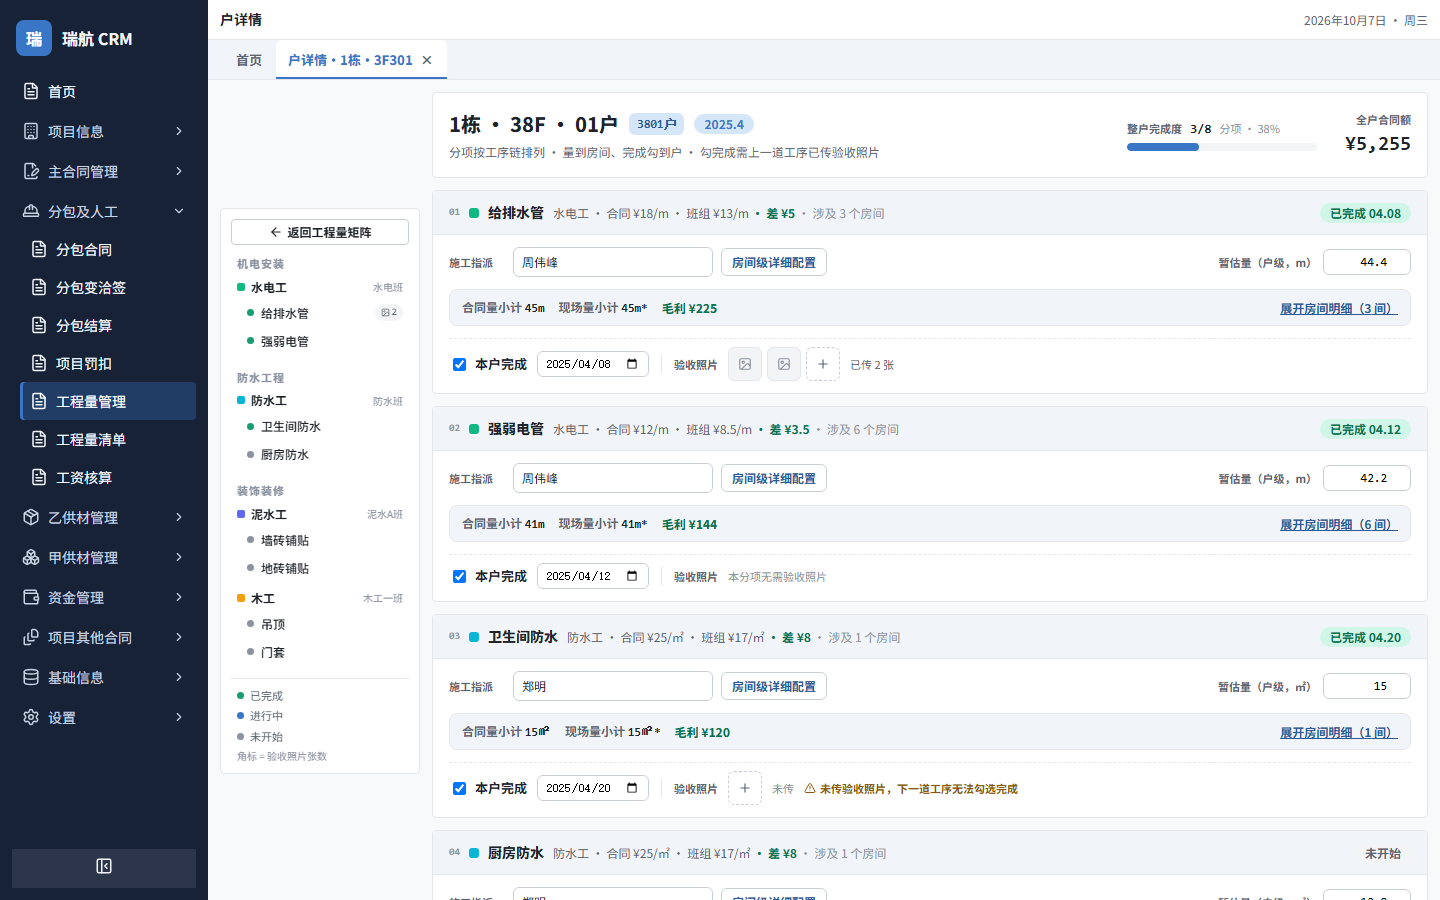 瑞 瑞航 CRM
首页
项目信息
主合同管理
分包及人工
分包合同
分包变洽签
分包结算
项目罚扣
工程量管理
工程量清单
工资核算
乙供材管理
甲供材管理
资金管理
项目其他合同
基础信息
设置
户详情
2026年10月7日 • 周三
首页
户详情 • 1栋 • 3F301 ✕
返回工程量矩阵
机电安装
水电工 水电班
给排水管 2
强弱电管
防水工程
防水工 防水班
卫生间防水
厨房防水
装饰装修
泥水工 泥水A班
墙砖铺贴
地砖铺贴
木工 木工一班
吊顶
门套
已完成
进行中
未开始
角标 = 验收照片张数
1栋 • 38F • 01户 3801户 2025.4
分项按工序链排列 • 量到房间、完成勾到户 • 勾完成需上一道工序已传验收照片
整户完成度 3/8 分项 • 38%
全户合同额
¥5,255
01 给排水管 水电工 • 合同 ¥18/m • 班组 ¥13/m • 差 ¥5 • 涉及 3 个房间 已完成 04.08
施工指派 周伟峰 房间级详细配置 暂估量（户级，m） 44.4
合同量小计 45m 现场量小计 45m* 毛利 ¥225 展开房间明细（3 间）
本户完成 2025/04/08 验收照片 + 已传 2 张
02 强弱电管 水电工 • 合同 ¥12/m • 班组 ¥8.5/m • 差 ¥3.5 • 涉及 6 个房间 已完成 04.12
施工指派 周伟峰 房间级详细配置 暂估量（户级，m） 42.2
合同量小计 41m 现场量小计 41m* 毛利 ¥144 展开房间明细（6 间）
本户完成 2025/04/12 验收照片 本分项无需验收照片
03 卫生间防水 防水工 • 合同 ¥25/㎡ • 班组 ¥17/㎡ • 差 ¥8 • 涉及 1 个房间 已完成 04.20
施工指派 郑明 房间级详细配置 暂估量（户级，㎡） 15
合同量小计 15㎡ 现场量小计 15㎡* 毛利 ¥120 展开房间明细（1 间）
本户完成 2025/04/20 验收照片 + 未传 未传验收照片，下一道工序无法勾选完成
04 厨房防水 防水工 • 合同 ¥25/㎡ • 班组 ¥17/㎡ • 差 ¥8 • 涉及 1 个房间 未开始